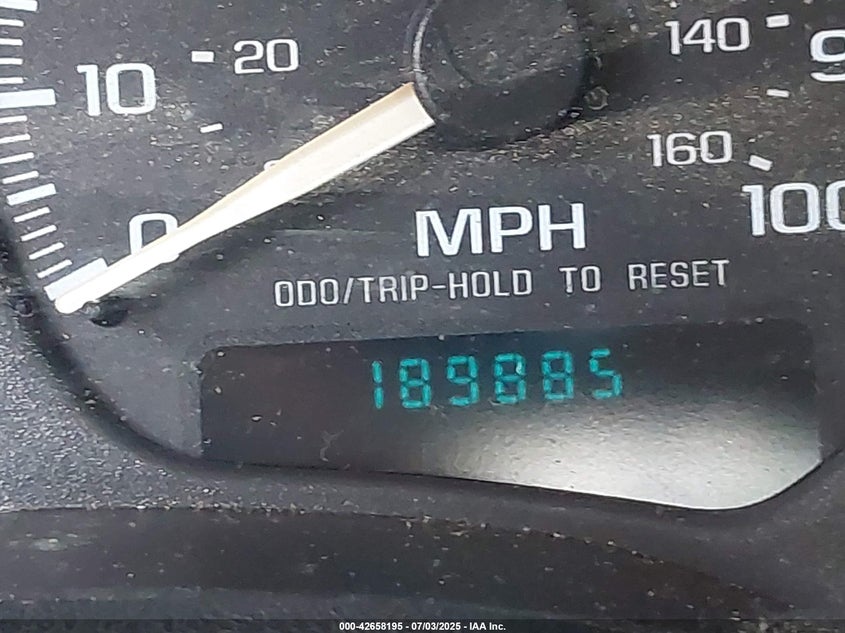 10 20 140 9
160
0 MPH 100
ODO/TRIP-HOLD TO RESET
189885
000-42658195 - 07/03/2025 - IAA Inc.